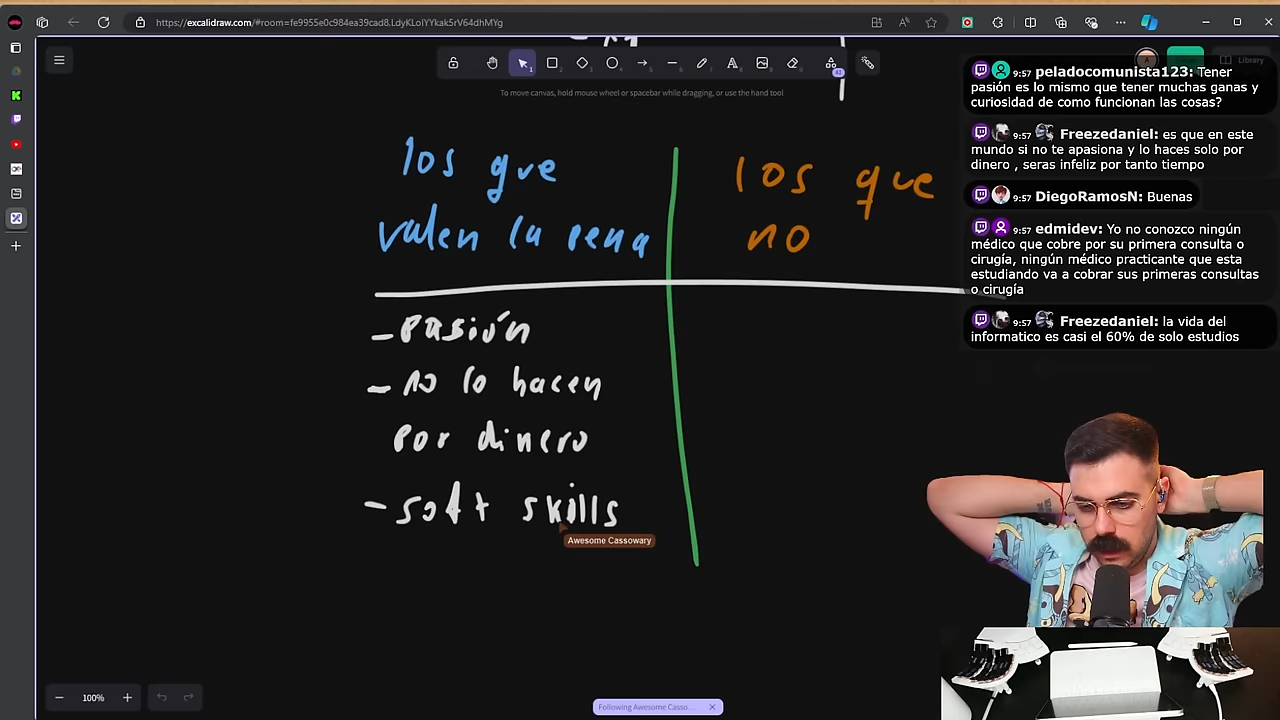 https://excalidraw.com/#room=fe9955e0c984ea39cad8,LdyKLoIYYkak5rV64dhMYg
Library
To move canvas, hold mouse wheel or spacebar while dragging, or use the hand tool
los que
valen la pena
los que
no
- Pasión
- no lo hacen
por dinero
- soft skills
Awesome Cassowary
9:57 peladocomunista123: Tener
pasión es lo mismo que tener muchas ganas y
curiosidad de como funcionan las cosas?
9:57 Freezedaniel: es que en este
mundo si no te apasiona y lo haces solo por
dinero , seras infeliz por tanto tiempo
9:57 DiegoRamosN: Buenas
9:57 edmidev: Yo no conozco ningún
médico que cobre por su primera consulta o
cirugía, ningún médico practicante que esta
estudiando va a cobrar sus primeras consultas
o cirugía
9:57 Freezedaniel: la vida del
informatico es casi el 60% de solo estudios
100%
Following Awesome Casso...